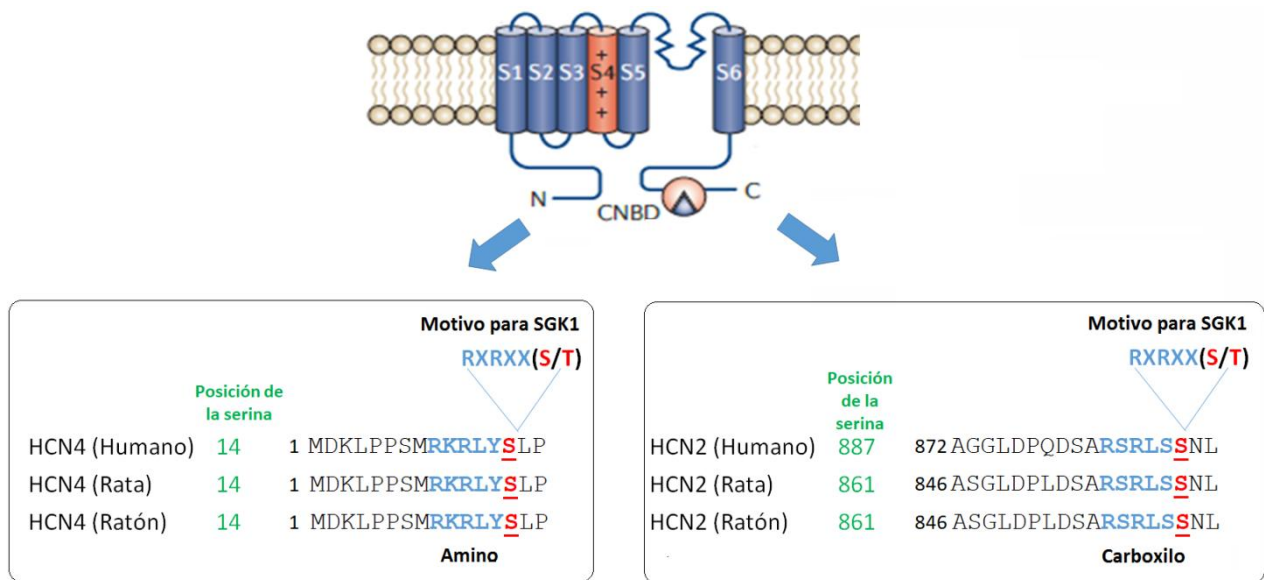 S1 S2 S3 S4 S5 S6
+
+
+
+
N CNBD C
Motivo para SGK1
RXRXX(S/T)
Posición de
la serina
HCN4 (Humano) 14 1 MDKLPPSMRKRLYSLP
HCN4 (Rata) 14 1 MDKLPPSMRKRLYSLP
HCN4 (Ratón) 14 1 MDKLPPSMRKRLYSLP
Amino
Motivo para SGK1
RXRXX(S/T)
Posición
de la
serina
HCN2 (Humano) 887 872 AGGLDPQDSARSRLSSNL
HCN2 (Rata) 861 846 ASGLDPLDSARSRLSSNL
HCN2 (Ratón) 861 846 ASGLDPLDSARSRLSSNL
Carboxilo